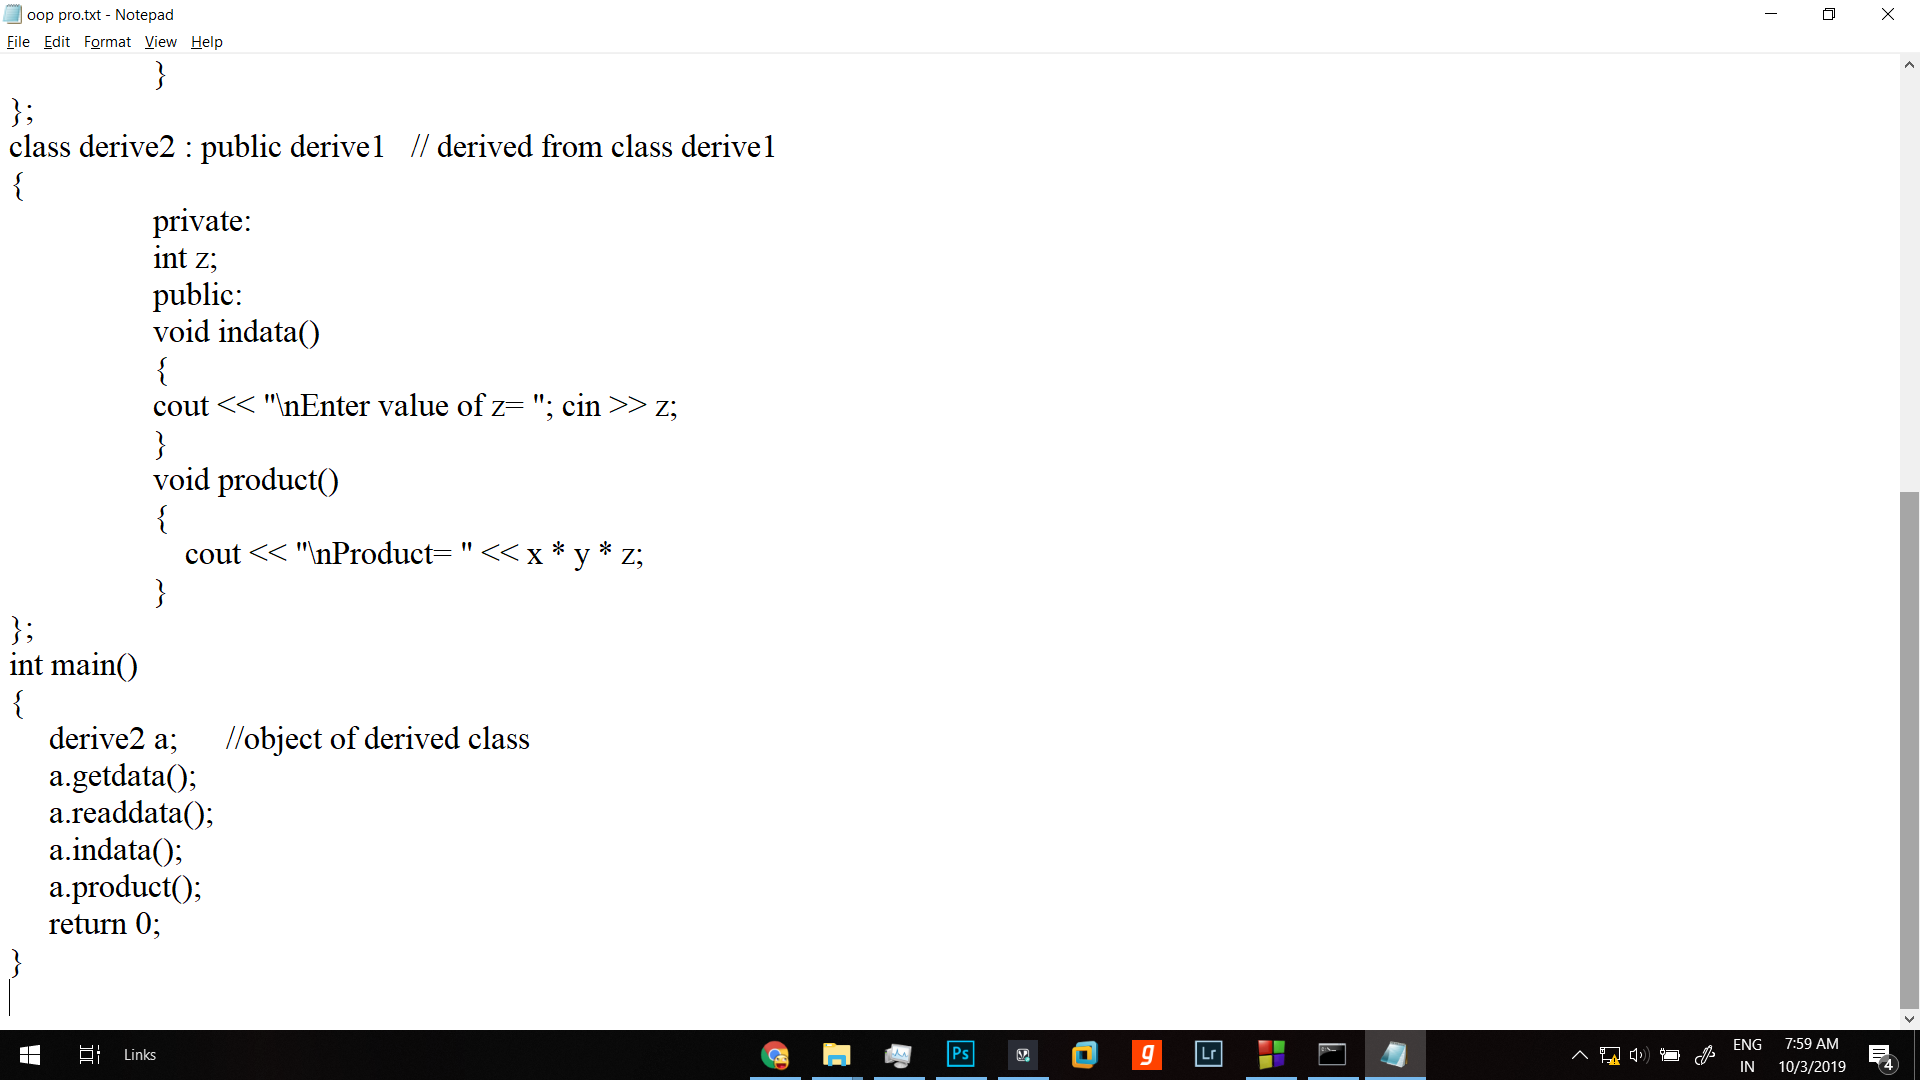 oop pro.txt - Notepad
File Edit Format View Help
}
};
class derive2 : public derive1 // derived from class derive1
{
private:
int z;
public:
void indata()
{
cout << "\nEnter value of z= "; cin >> z;
}
void product()
{
cout << "\nProduct= " << x * y * z;
}
};
int main()
{
derive2 a; //object of derived class
a.getdata();
a.readdata();
a.indata();
a.product();
return 0;
}
Links
Ps
g
Lr
ENG
IN
7:59 AM
10/3/2019
4